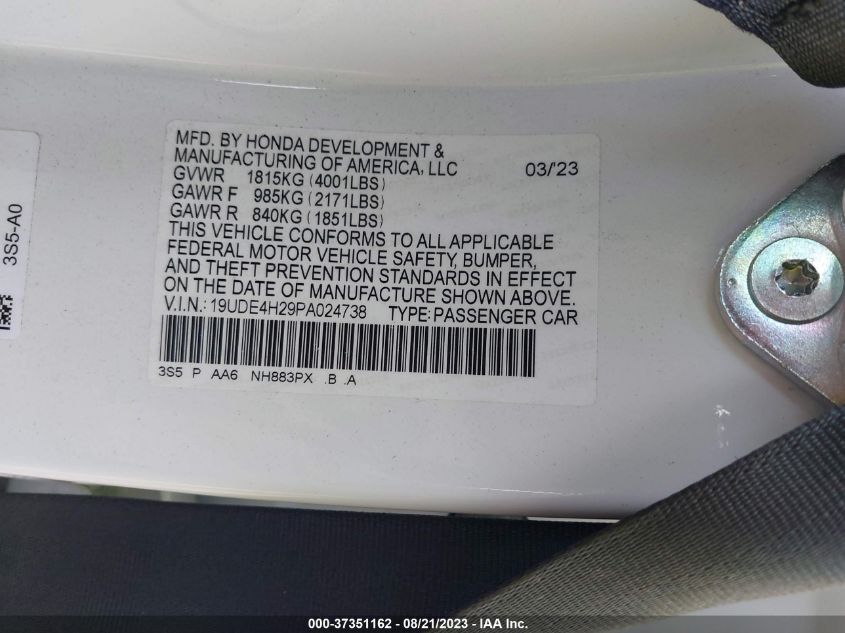 MFD. BY HONDA DEVELOPMENT &
MANUFACTURING OF AMERICA, LLC 03/'23
GVWR 1815KG (4001LBS)
GAWR F 985KG (2171LBS)
GAWR R 840KG (1851LBS)
THIS VEHICLE CONFORMS TO ALL APPLICABLE
FEDERAL MOTOR VEHICLE SAFETY, BUMPER,
AND THEFT PREVENTION STANDARDS IN EFFECT
ON THE DATE OF MANUFACTURE SHOWN ABOVE.
V.I.N.: 19UDE4H29PA024738 TYPE: PASSENGER CAR
3S5 P AA6 NH883PX .B .A
3S5-A0
000-37351162 - 08/21/2023 - IAA Inc.